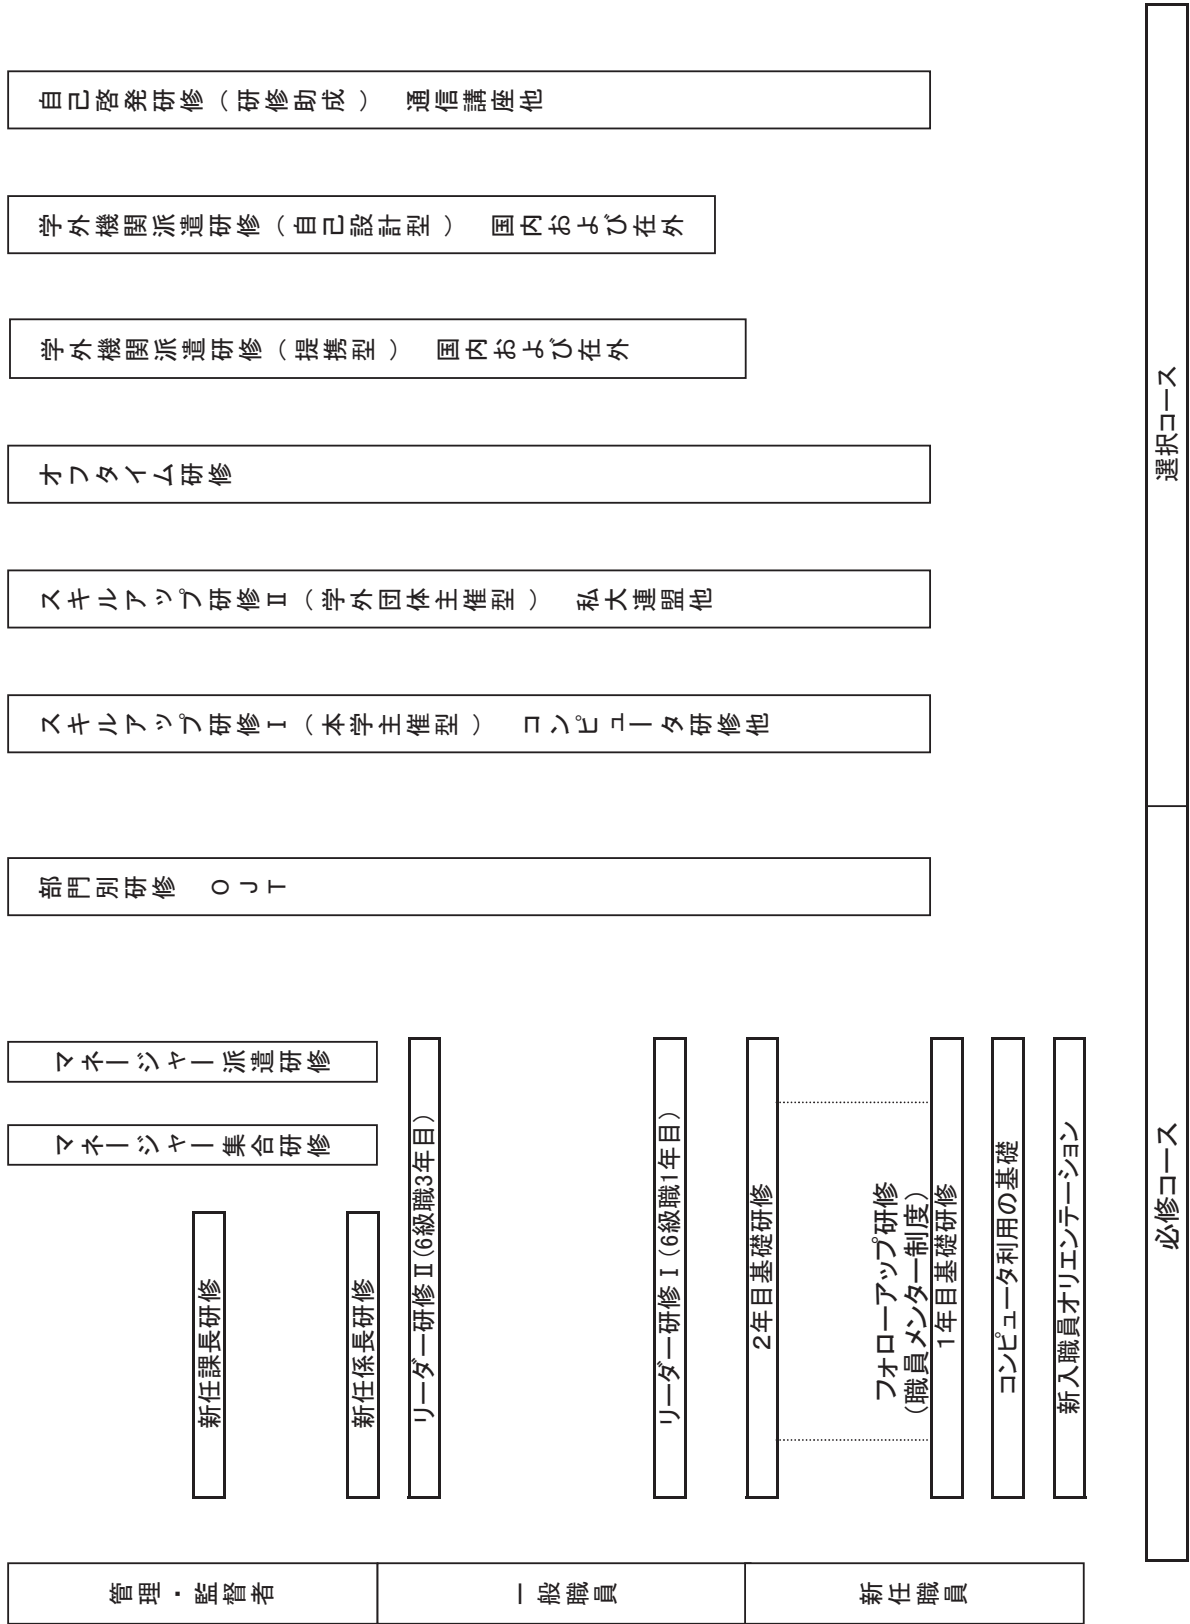 管理・監督者
一般職員
新任職員
新任課長研修
新任係長研修
リーダー研修Ⅱ(6級職3年目)
リーダー研修Ⅰ(6級職1年目)
2年目基礎研修
フォローアップ研修
(職員メンター制度)
1年目基礎研修
コンピュータ利用の基礎
新入職員オリエンテーション
マネージャー集合研修
マネージャー派遣研修
部門別研修 OJT
スキルアップ研修Ⅰ(本学主催型) コンピュータ研修他
スキルアップ研修Ⅱ(学外団体主催型) 私大連盟他
オフタイム研修
学外機関派遣研修(提携型) 国内および在外
学外機関派遣研修(自己設計型) 国内および在外
自己啓発研修(研修助成) 通信講座他
必修コース
選択コース